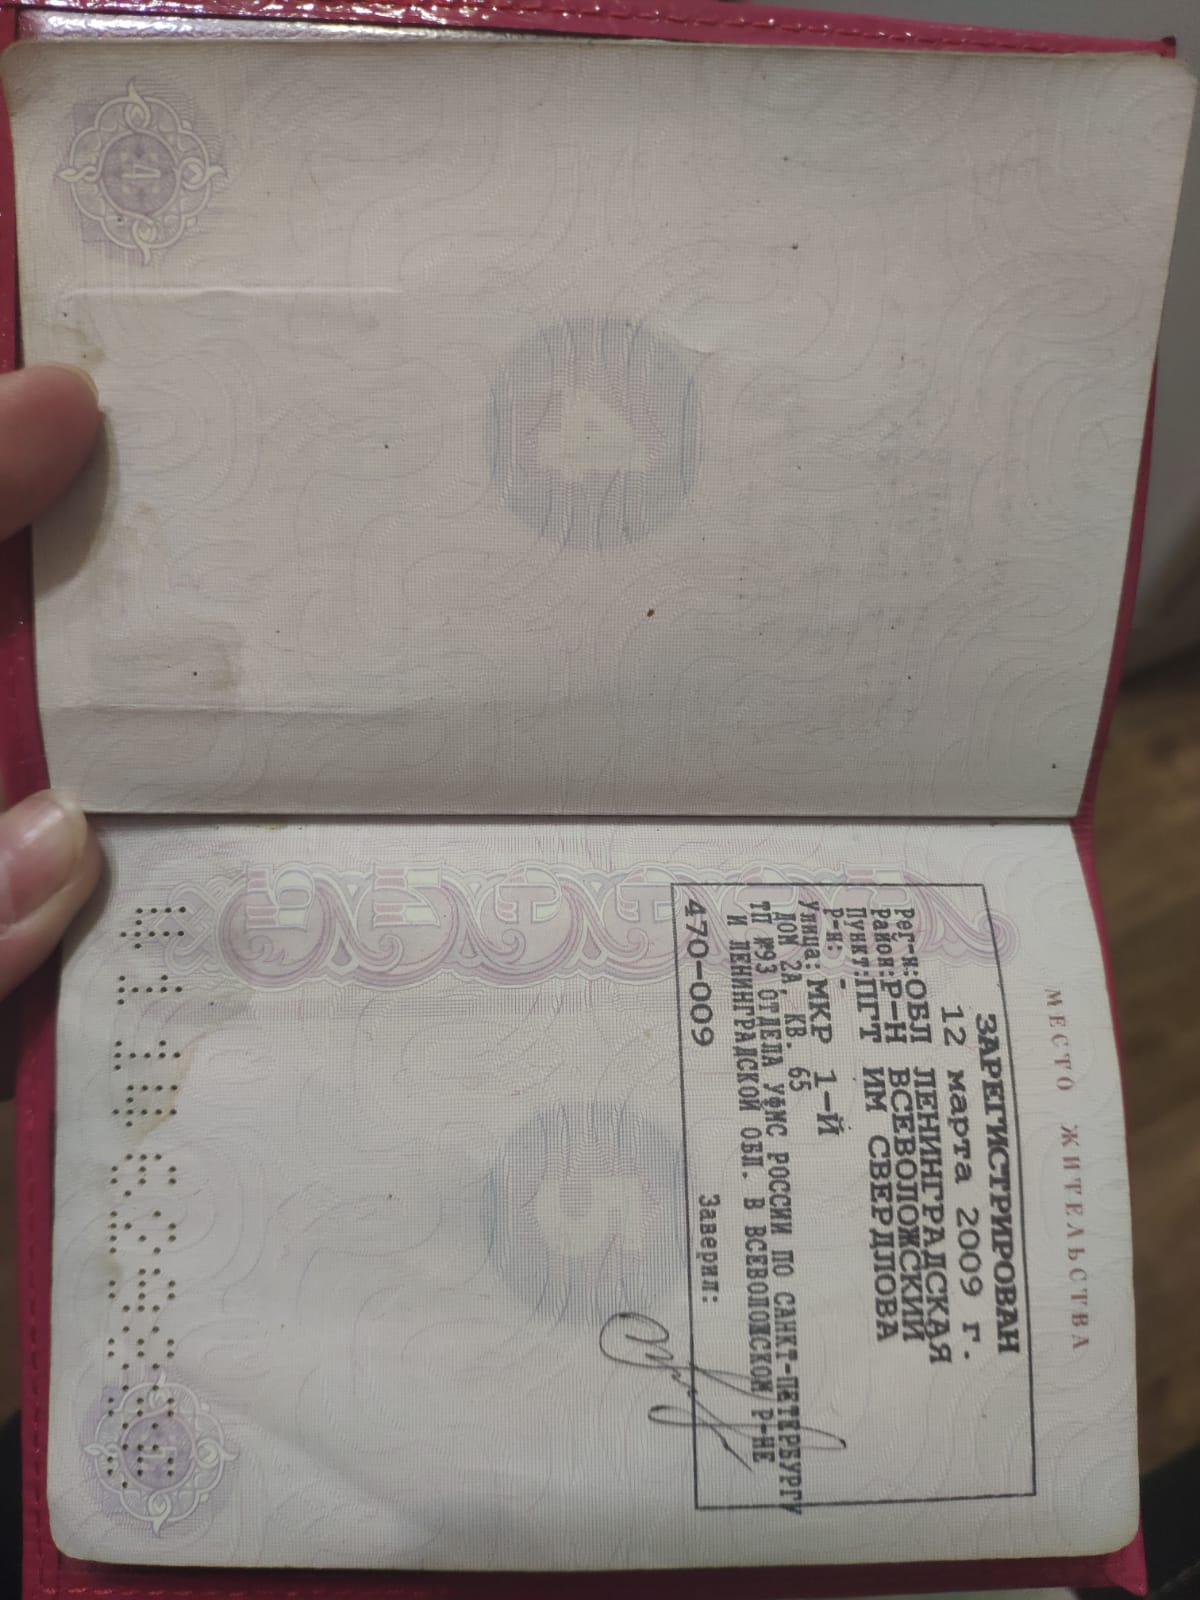 4
4
МЕСТО ЖИТЕЛЬСТВА
ЗАРЕГИСТРИРОВАН
12 марта 2009 г.
Рег-н:ОБЛ ЛЕНИНГРАДСКАЯ
Район:Р-Н ВСЕВОЛОЖСКИЙ
Пункт:ПГТ ИМ СВЕРДЛОВА
Р-н: -
Улица:МКР 1-Й
ДОМ 2А, КВ. 65
ТП №93 ОТДЕЛА УФМС РОССИИ ПО САНКТ-ПЕТЕРБУРГУ
И ЛЕНИНГРАДСКОЙ ОБЛ. В ВСЕВОЛОЖСКОМ Р-НЕ
470-009 Заверил:
5
5